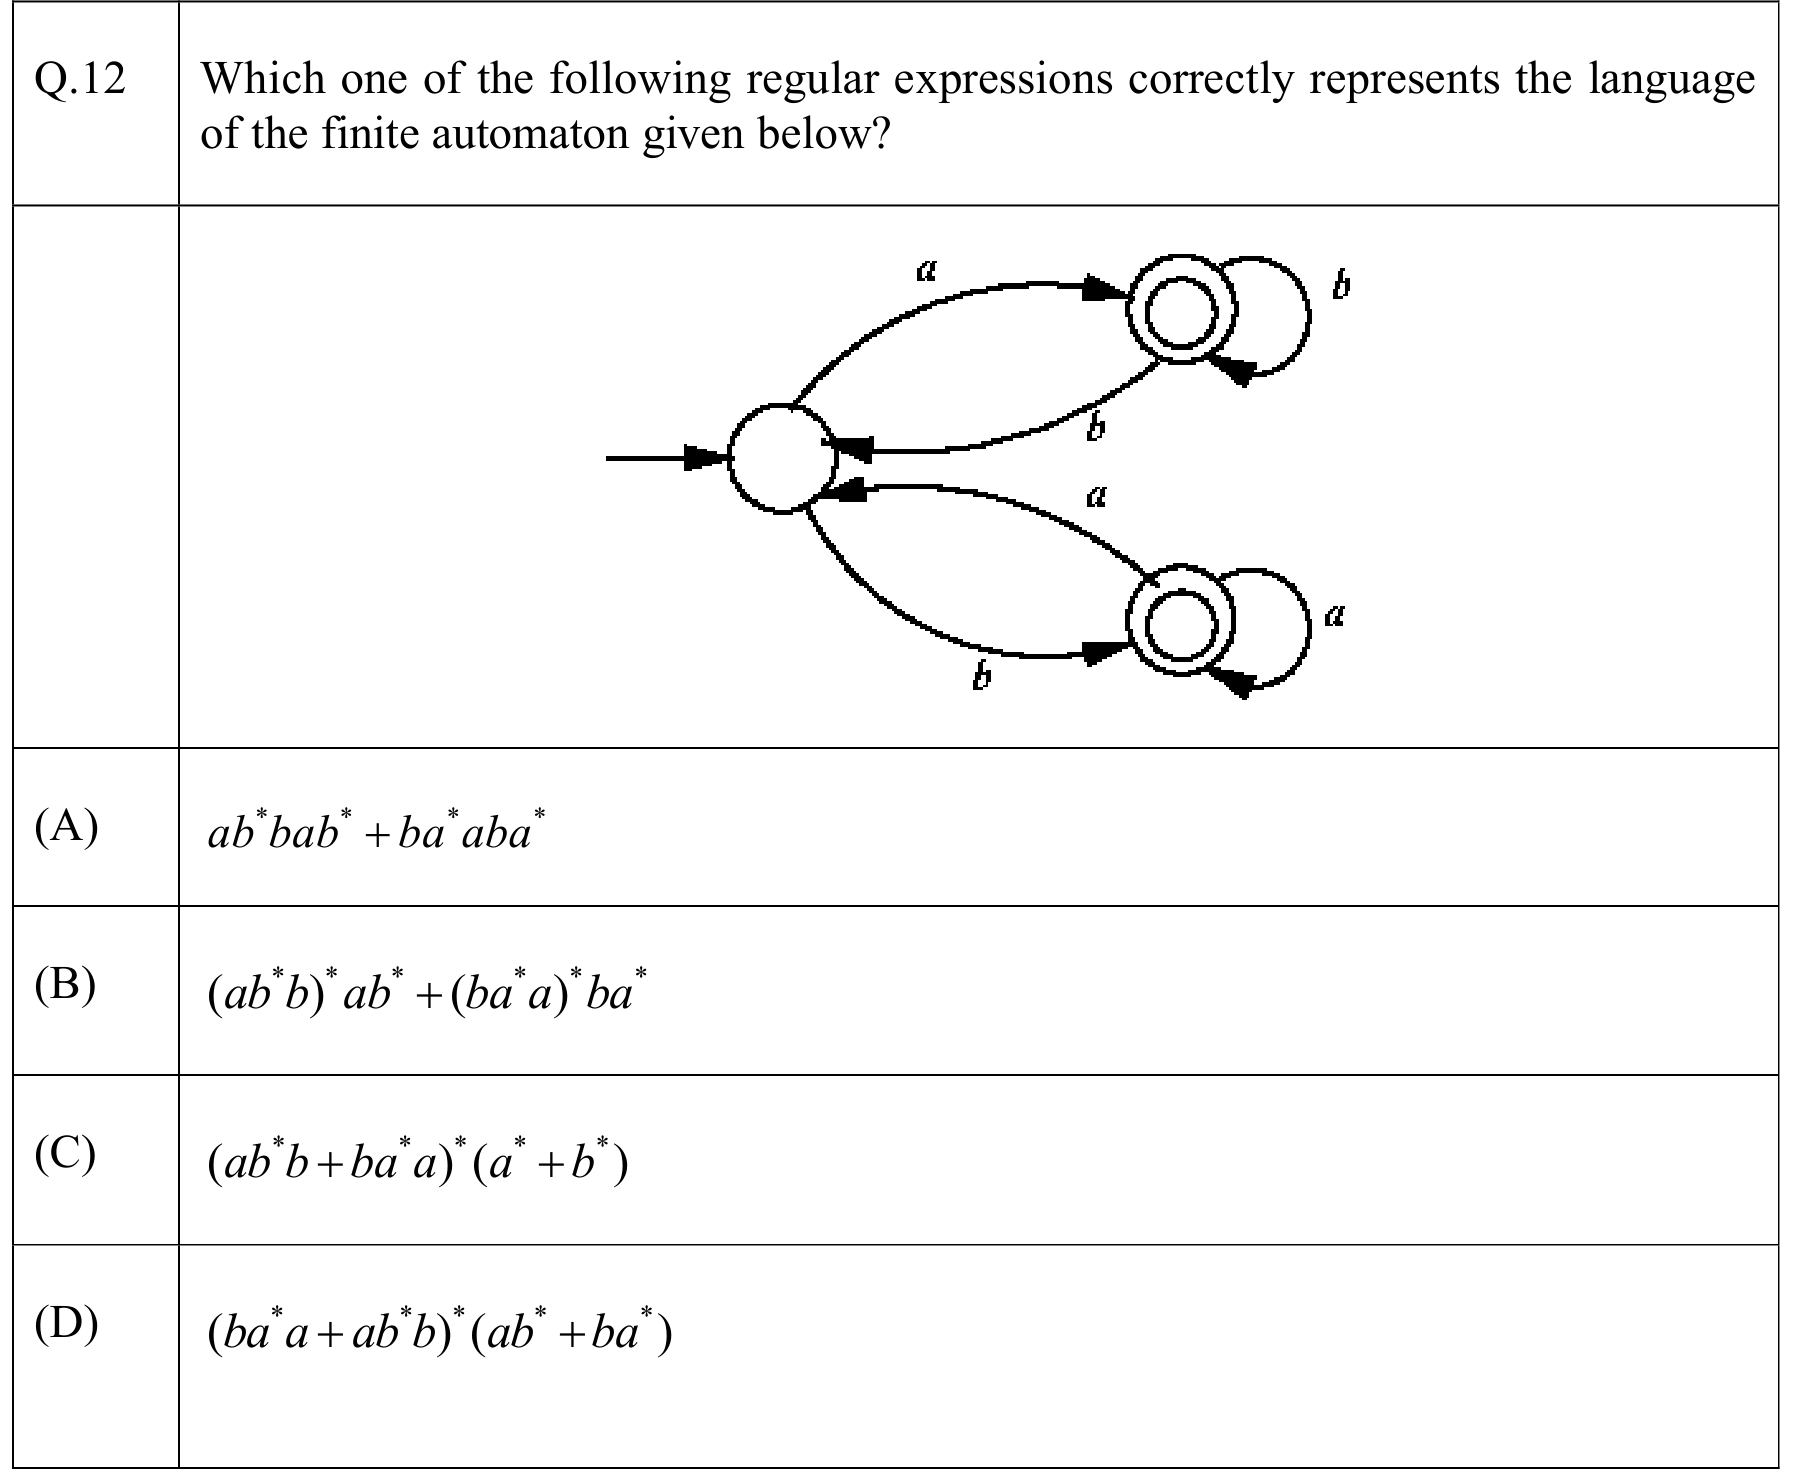 Q.12 Which one of the following regular expressions correctly represents the language
of the finite automaton given below?
a
b
b
a
a
b
(A) ab*bab* + ba*aba*
(B) (ab*b)*ab* + (ba*a)*ba*
(C) (ab*b + ba*a)*(a* + b*)
(D) (ba*a + ab*b)*(ab* + ba*)